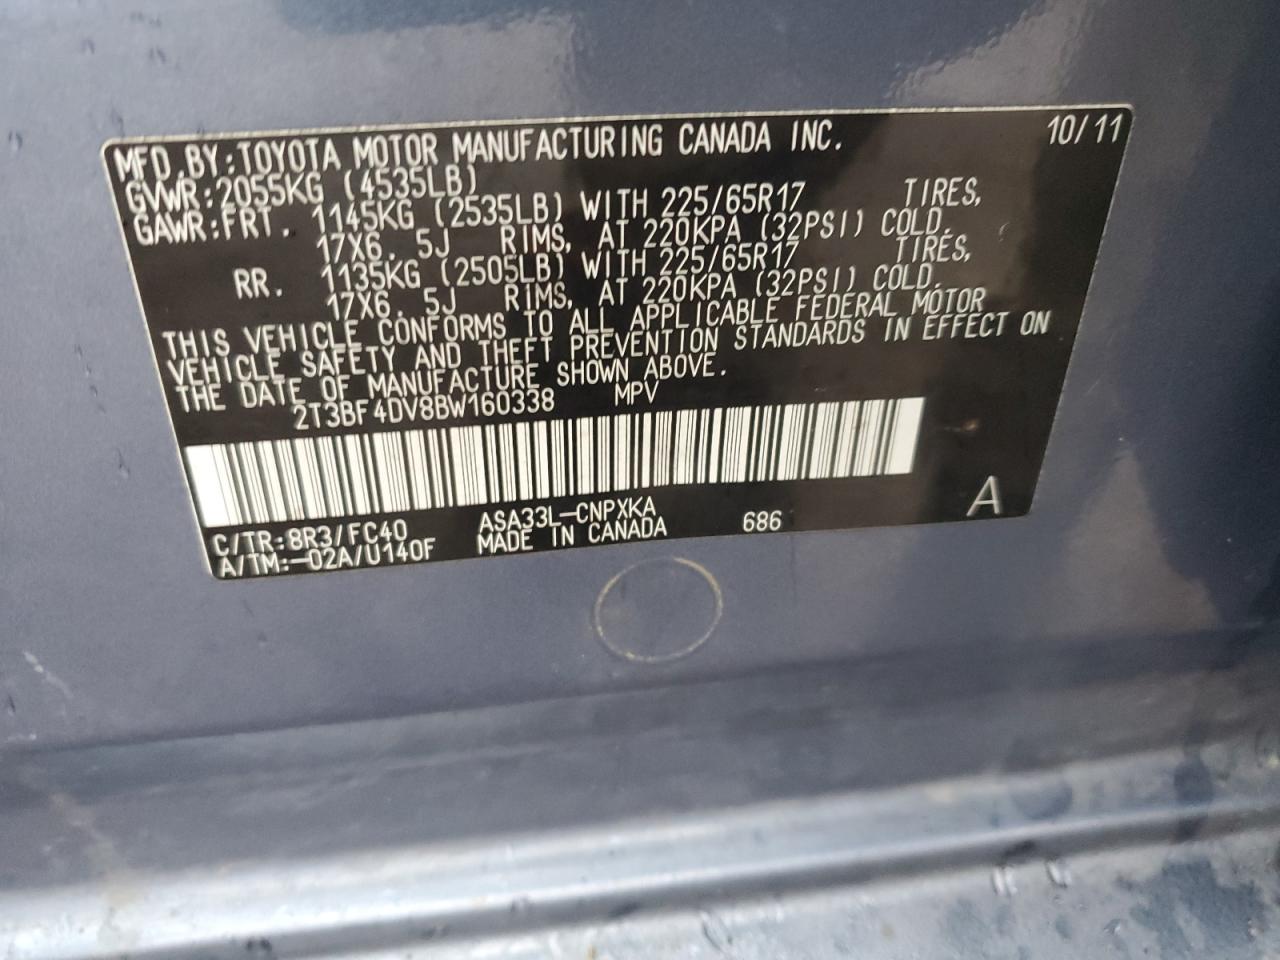 MFD.BY:TOYOTA MOTOR MANUFACTURING CANADA INC. 10/11
GVWR:2055KG (4535LB)
GAWR:FRT. 1145KG (2535LB) WITH 225/65R17 TIRES,
17X6.5J RIMS, AT 220KPA (32PSI) COLD.
RR. 1135KG (2505LB) WITH 225/65R17 TIRES,
17X6.5J RIMS, AT 220KPA (32PSI) COLD.
THIS VEHICLE CONFORMS TO ALL APPLICABLE FEDERAL MOTOR
VEHICLE SAFETY AND THEFT PREVENTION STANDARDS IN EFFECT ON
THE DATE OF MANUFACTURE SHOWN ABOVE.
2T3BF4DV8BW160338 MPV
C/TR:8R3/FC40 ASA33L-CNPXKA 686 A
A/TM:-02A/U140F MADE IN CANADA